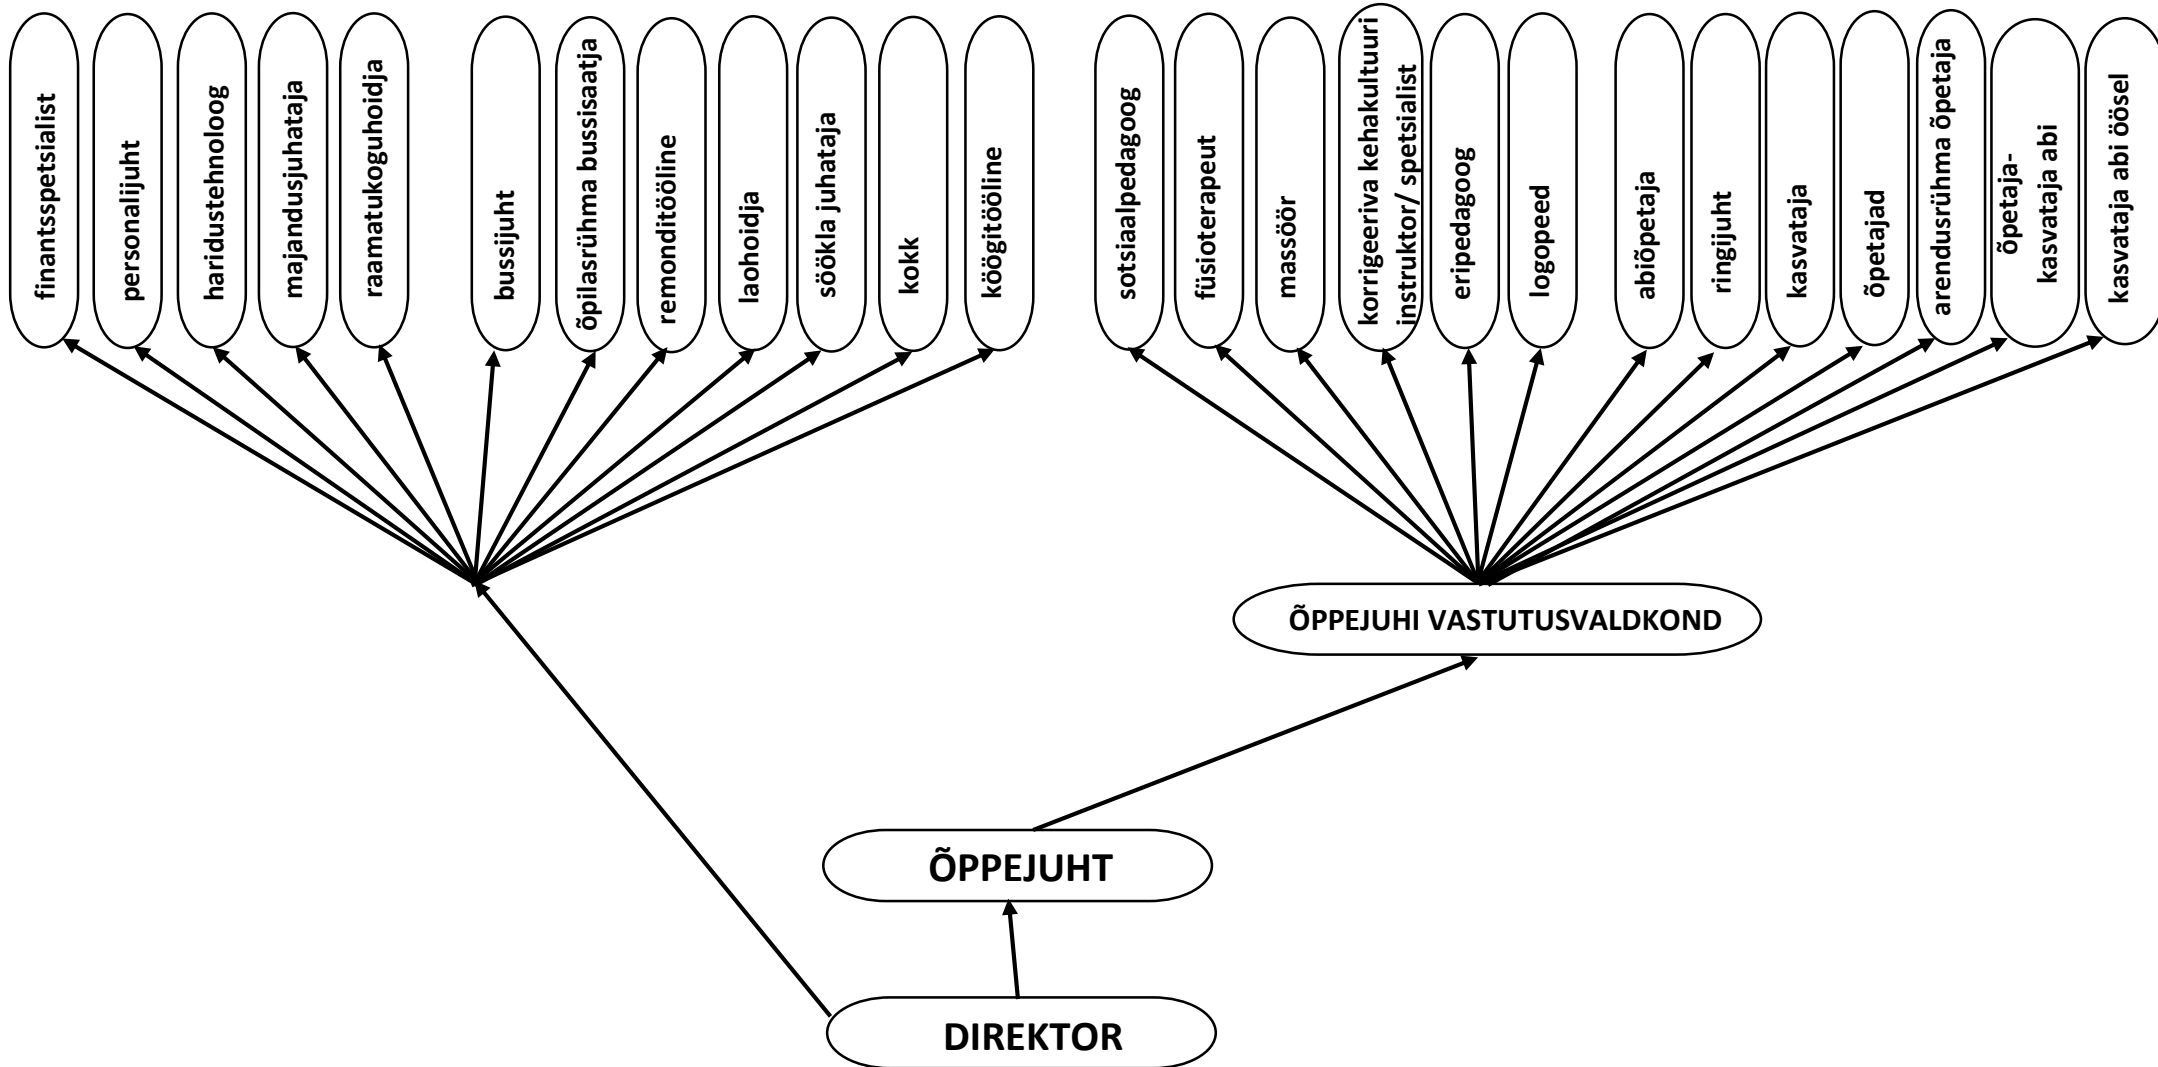 finantsspetsialist
personalijuht
haridustehnoloog
majandusjuhataja
raamatukoguhoidja
bussijuht
õpilasrühma bussisaatja
remonditööline
laohoidja
söökla juhataja
kokk
köögitööline
sotsiaalpedagoog
füsioterapeut
massöör
korrigeeriva kehakultuuri
instruktor/ spetsialist
eripedagoog
logopeed
abiõpetaja
ringijuht
kasvataja
õpetajad
arendusrühma õpetaja
õpetaja-
kasvataja abi
kasvataja abi öösel
ÕPPEJUHI VASTUTUSVALDKOND
ÕPPEJUHT
DIREKTOR